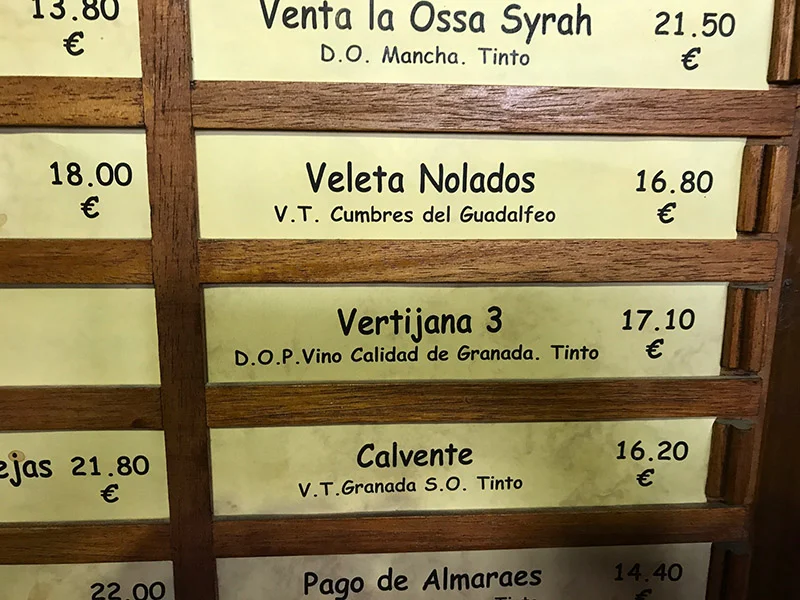 13.80
€
18.00
€
ejas 21.80
€
22.00
Venta la Ossa Syrah 21.50
D.O. Mancha. Tinto €
Veleta Nolados 16.80
V.T. Cumbres del Guadalfeo €
Vertijana 3 17.10
D.O.P.Vino Calidad de Granada. Tinto €
Calvente 16.20
V.T.Granada S.O. Tinto €
Pago de Almaraes 14.40
Tinto €